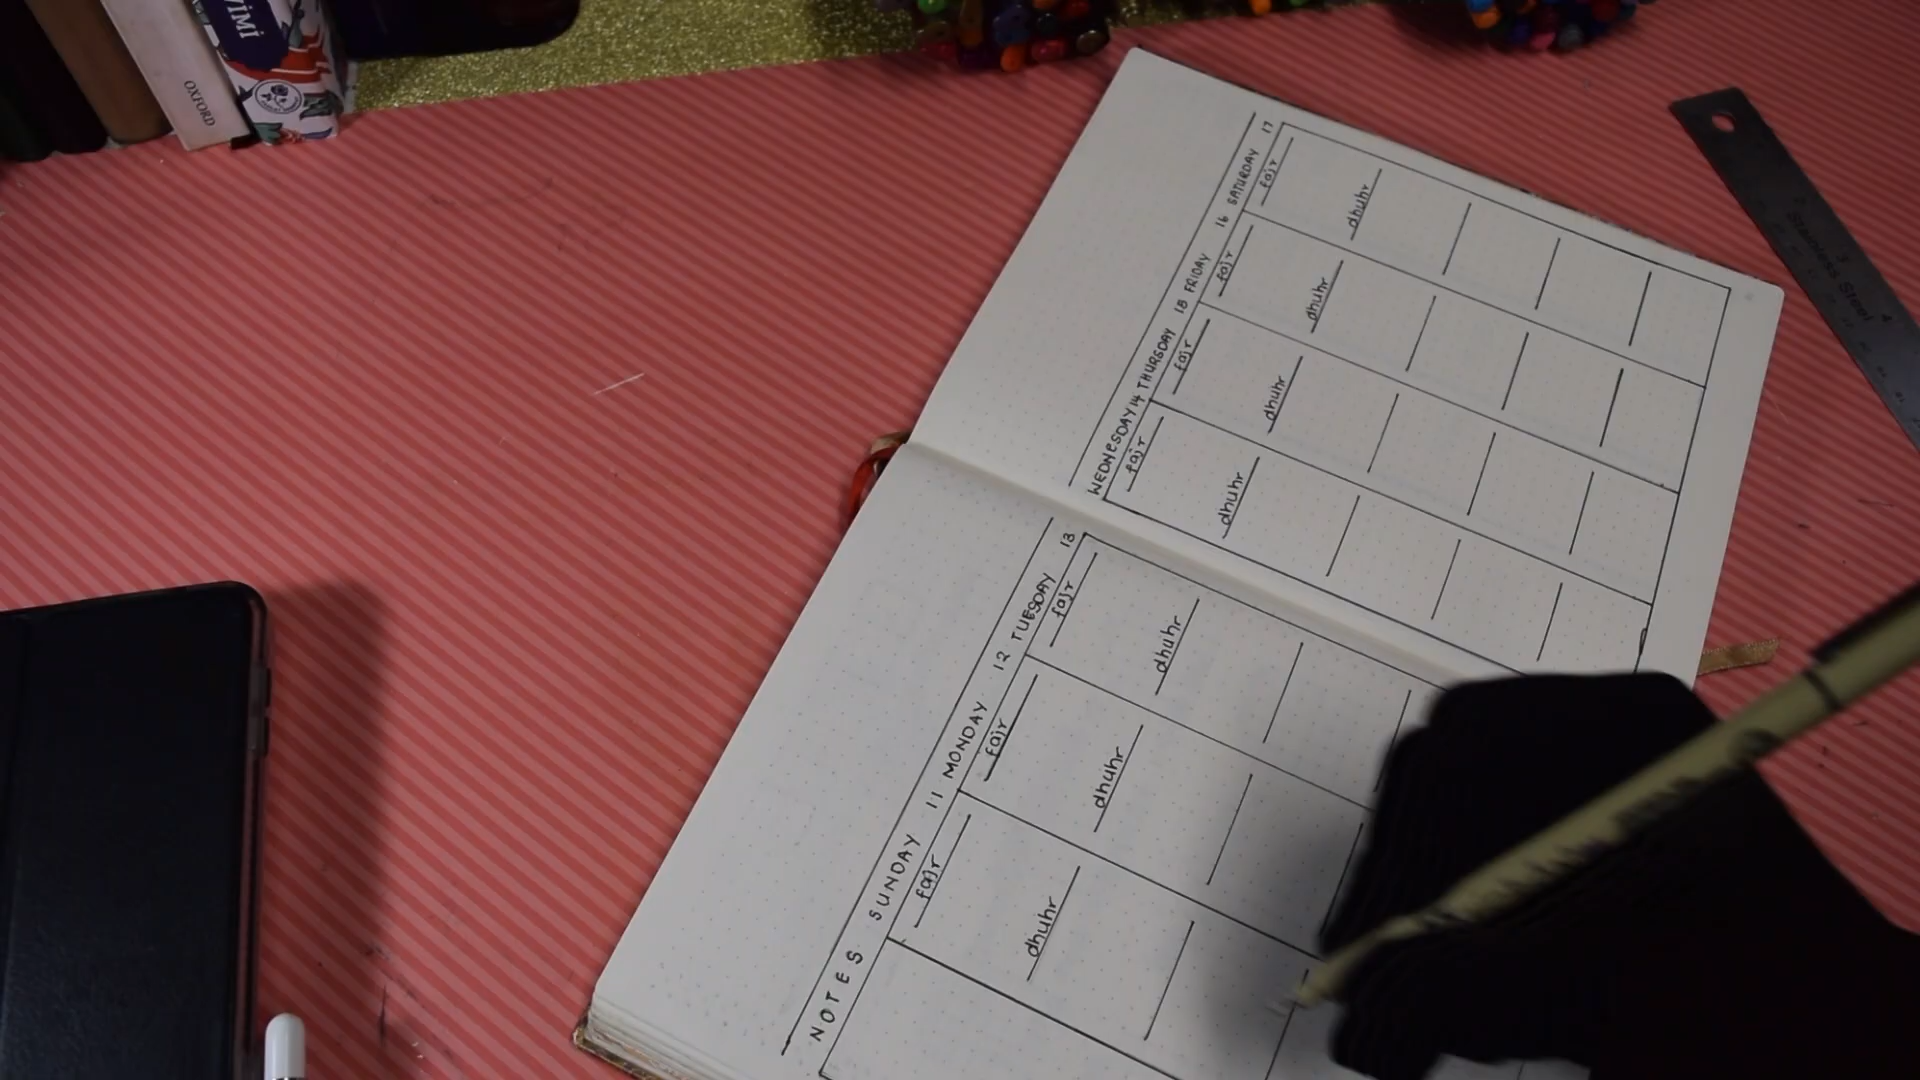 NOTES
SUNDAY 11
MONDAY 12
TUESDAY 13
WEDNESDAY 14
THURSDAY 15
FRIDAY 16
SATURDAY 17
fajr
fajr
fajr
fajr
fajr
fajr
fajr
dhuhr
dhuhr
dhuhr
dhuhr
dhuhr
dhuhr
dhuhr
OXFORD
Stainless Steel